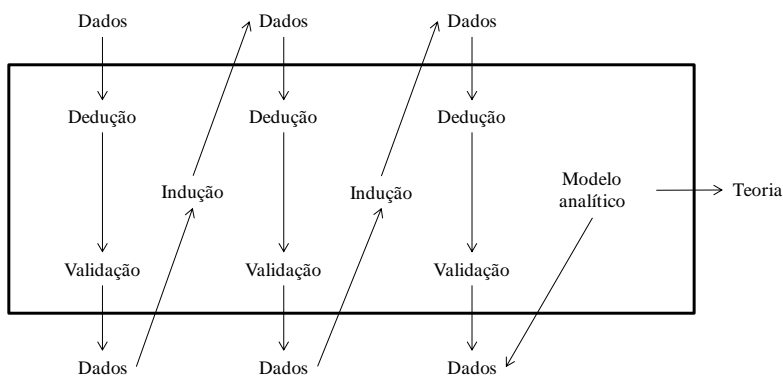 Dados Dados Dados
Dedução Dedução Dedução
Indução Indução
Modelo
analítico
Teoria
Validação Validação Validação
Dados Dados Dados